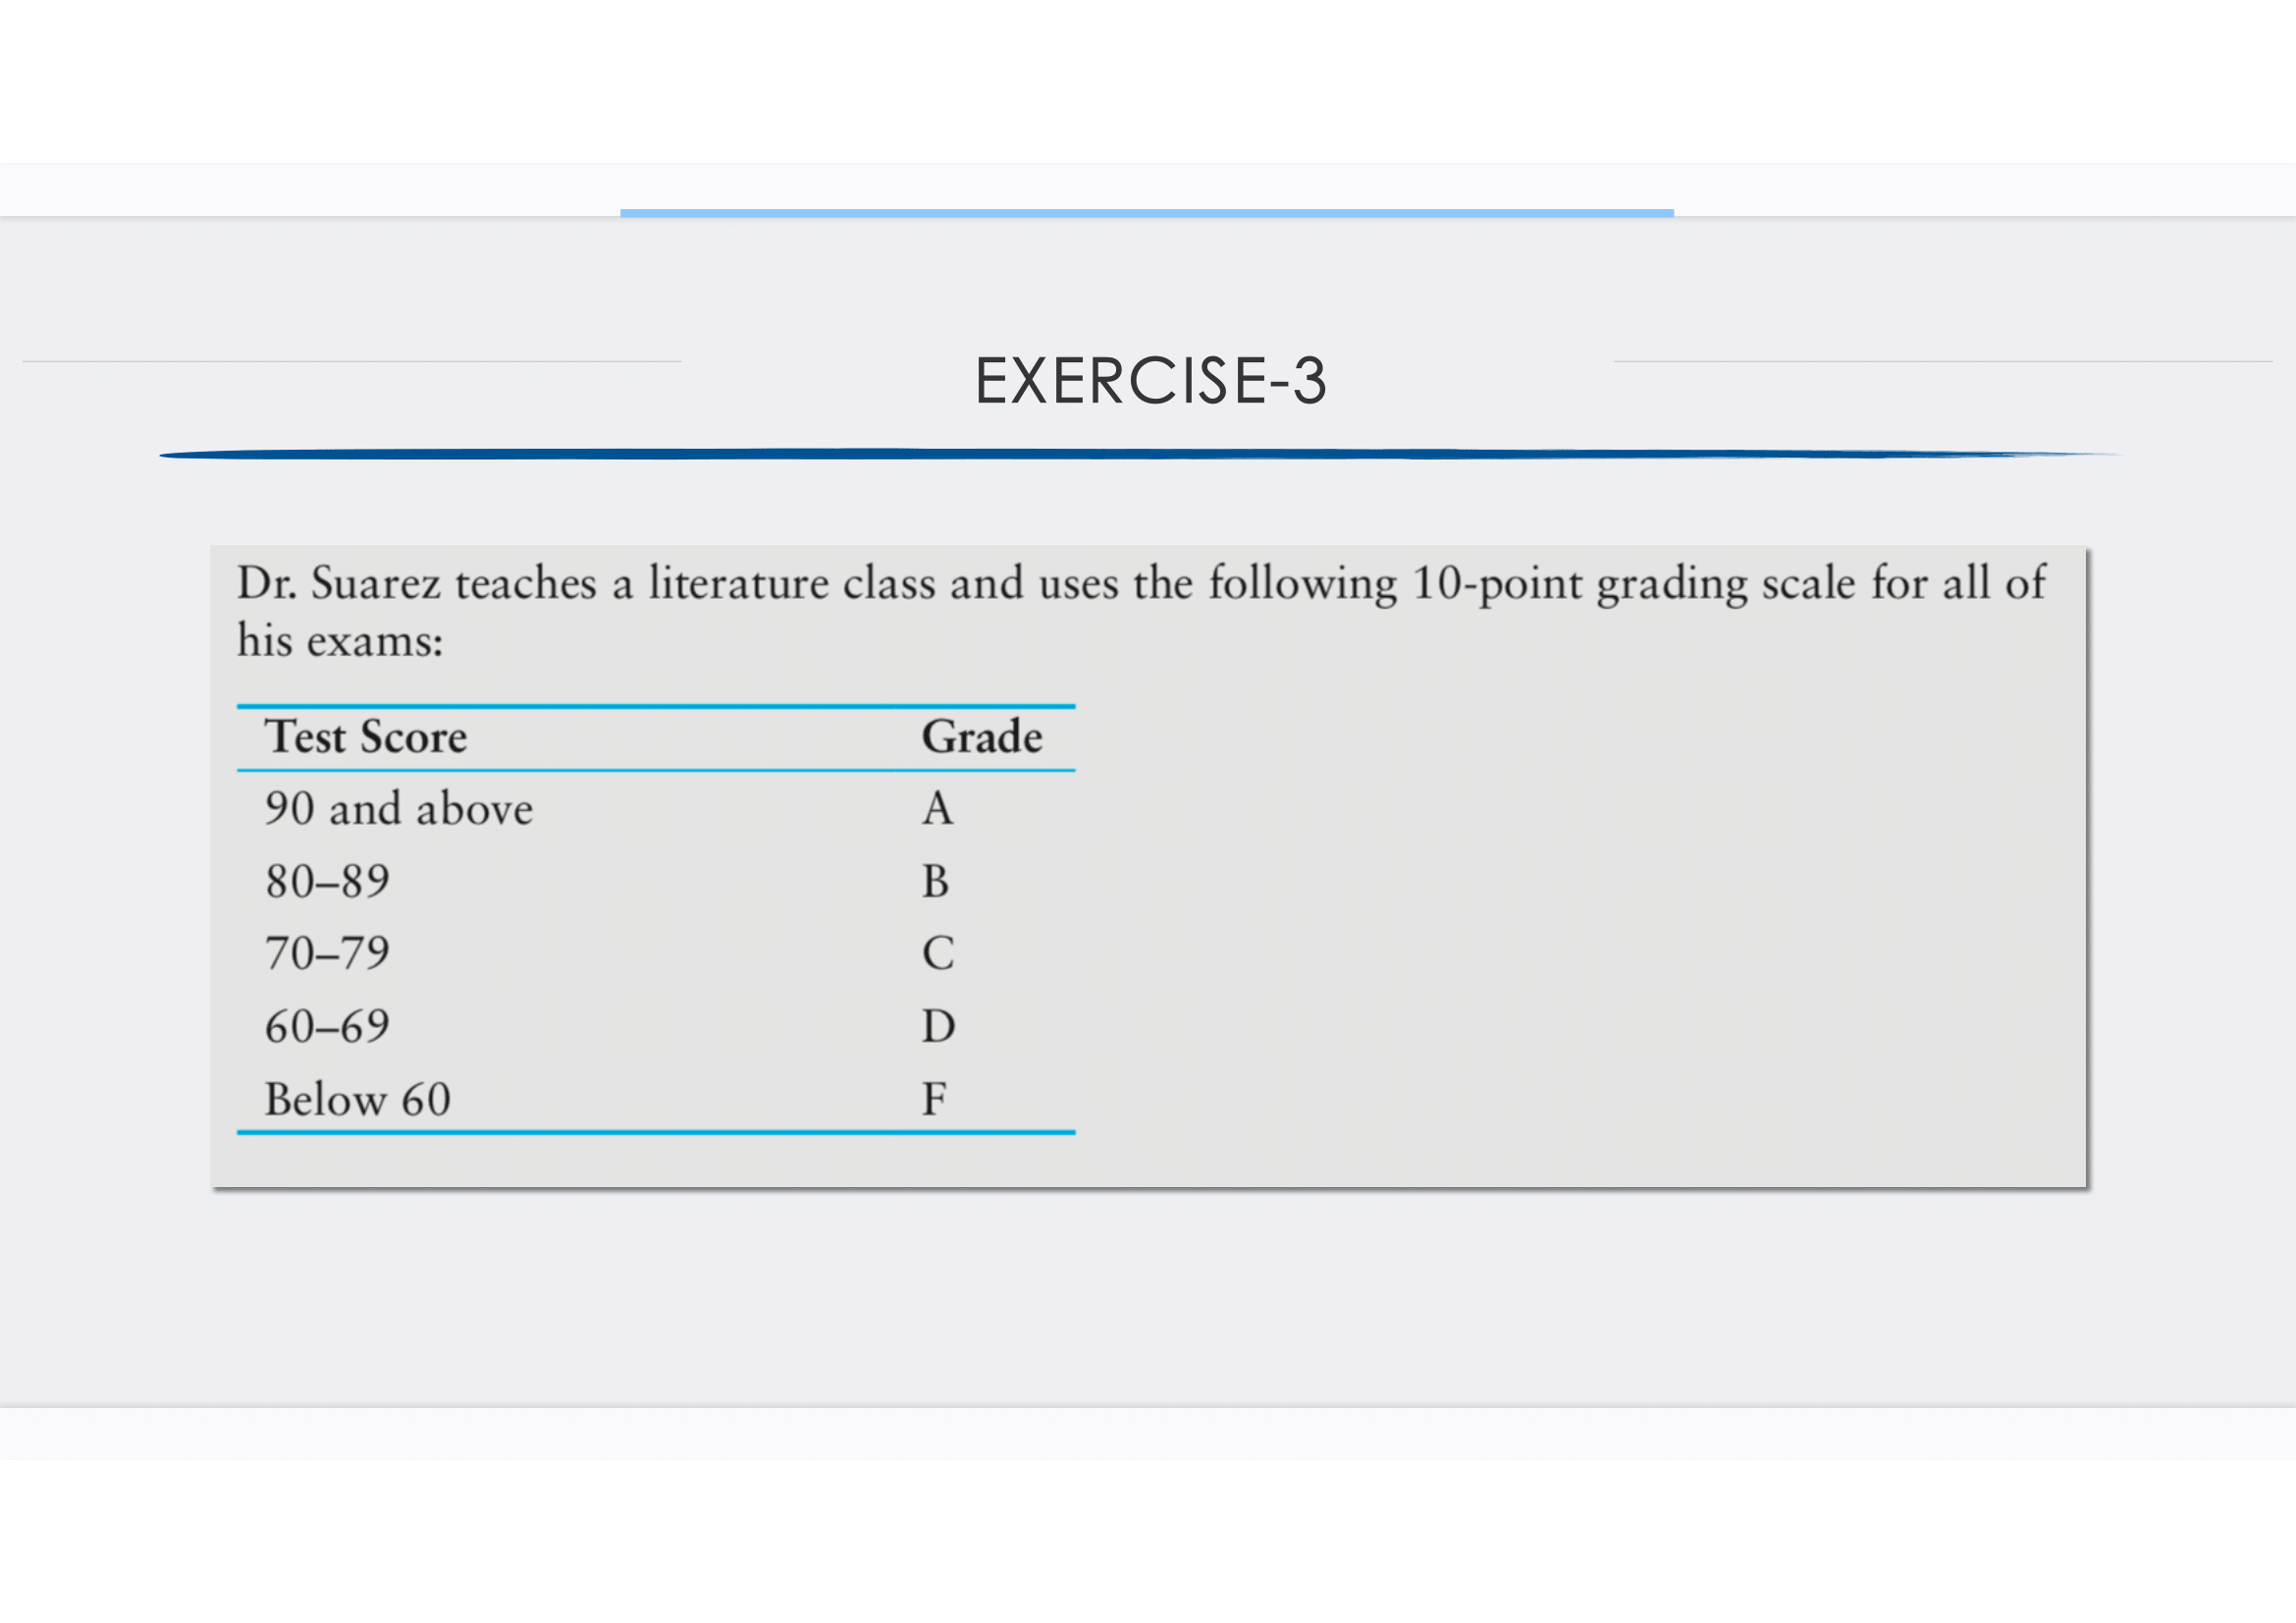 EXERCISE-3
Dr. Suarez teaches a literature class and uses the following 10-point grading scale for all of
his exams:
Test Score Grade
90 and above A
80–89 B
70–79 C
60–69 D
Below 60 F